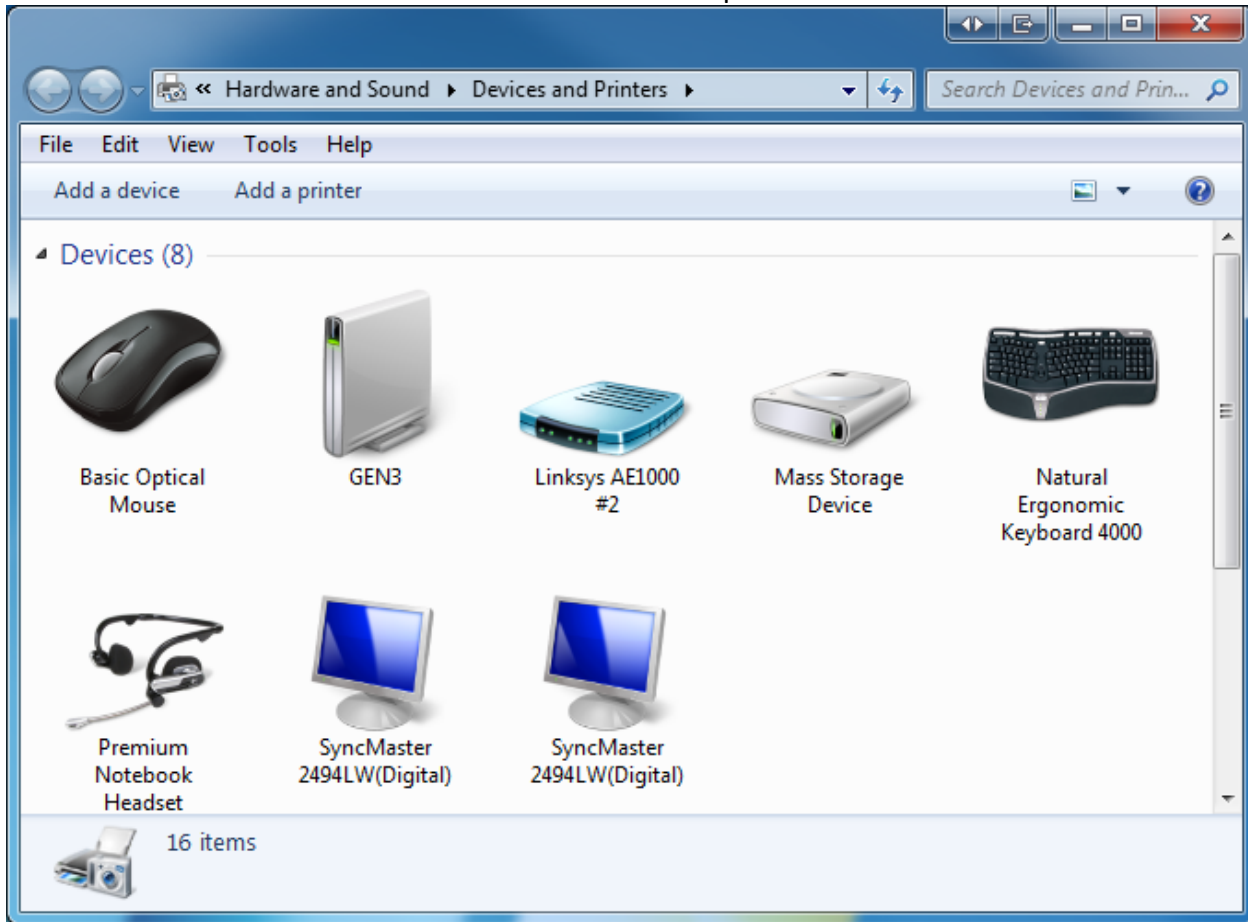 « Hardware and Sound ▸ Devices and Printers ▸
Search Devices and Prin...
File Edit View Tools Help
Add a device Add a printer
Devices (8)
Basic Optical
Mouse
GEN3
Linksys AE1000
#2
Mass Storage
Device
Natural
Ergonomic
Keyboard 4000
Premium
Notebook
Headset
SyncMaster
2494LW(Digital)
SyncMaster
2494LW(Digital)
16 items